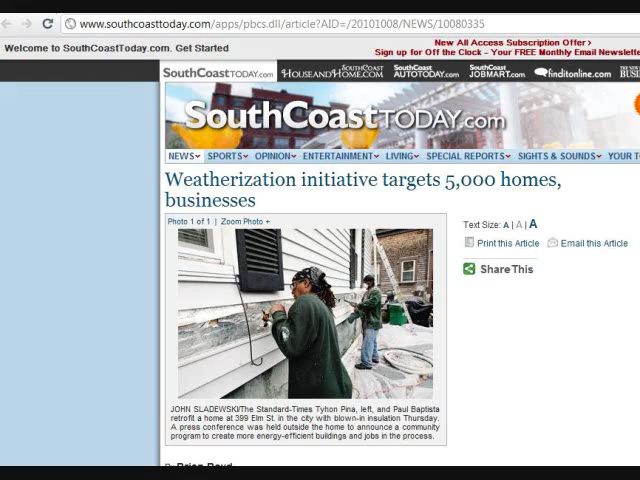 www.southcoasttoday.com/apps/pbcs.dll/article?AID=/20101008/NEWS/10080335
Welcome to SouthCoastToday.com. Get Started
New All Access Subscription Offer >
Sign up for Off the Clock - Your FREE Monthly Email Newslette
SOUTHCOASTTODAY.com
SOUTHCOAST HOUSEANDHOME.COM
SOUTHCOAST AUTOTODAY.com
SOUTHCOAST JOBMART.com
finditonline.com
SOUTHCOASTTODAY.com
NEWS SPORTS OPINION ENTERTAINMENT LIVING SPECIAL REPORTS SIGHTS & SOUNDS YOUR
Weatherization initiative targets 5,000 homes,
businesses
Photo 1 of 1 | Zoom Photo +
Text Size: A | A | A
Print this Article Email this Article
Share This
JOHN SLADEWSKI/The Standard-Times Tyhon Pina, left, and Paul Baptista
retrofit a home at 399 Elm St. in the city with blown-in insulation Thursday.
A press conference was held outside the home to announce a community
program to create more energy-efficient buildings and jobs in the process.